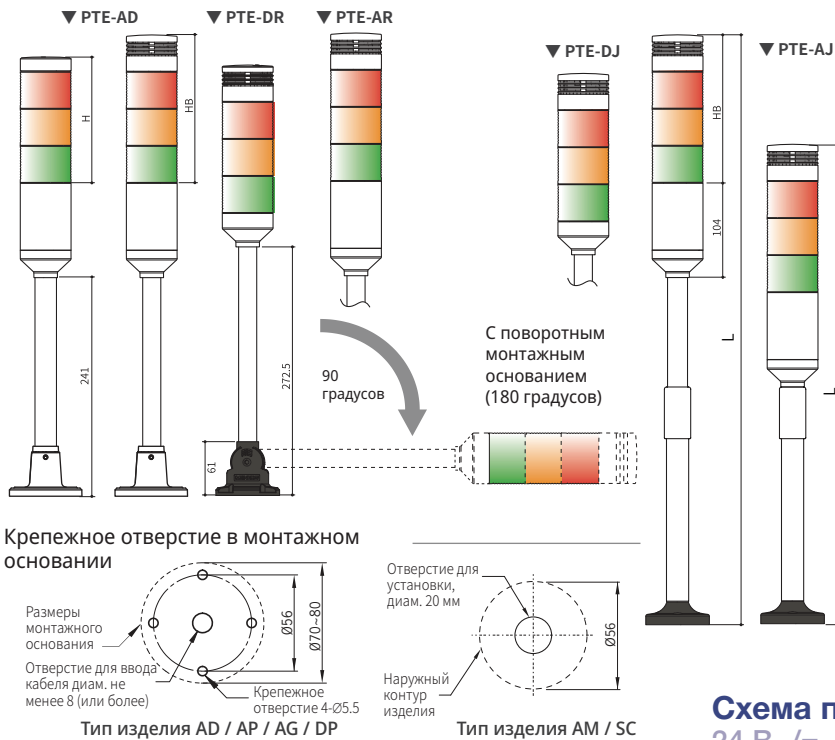 ▼ PTE-AD
▼ PTE-DR
▼ PTE-AR
▼ PTE-DJ
▼ PTE-AJ
H
HB
HB
104
L
L
241
272.5
61
90
градусов
С поворотным
монтажным
основанием
(180 градусов)
Крепежное отверстие в монтажном
основании
Размеры
монтажного
основания
Отверстие для ввода
кабеля диам. не
менее 8 (или более)
Ø56
Ø70~80
Крепежное
отверстие 4-Ø5.5
Тип изделия AD / AP / AG / DP
Отверстие для
установки,
диам. 20 мм
Ø56
Наружный
контур
изделия
Тип изделия AM / SC
Схема п